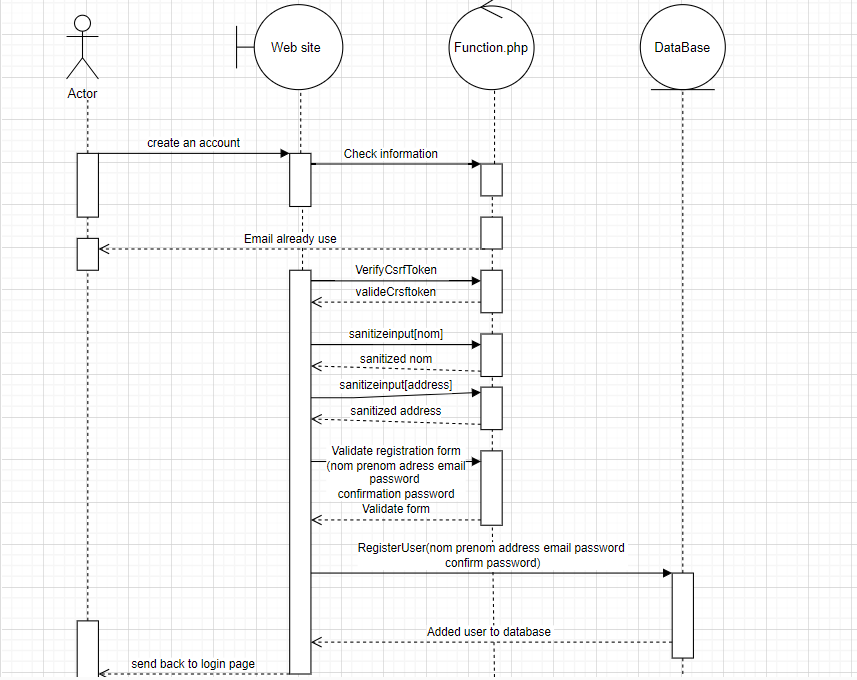 Web site
Function.php
DataBase
Actor
create an account
Check information
Email already use
VerifyCsrfToken
valideCrsftoken
sanitizeinput[nom]
sanitized nom
sanitizeinput[address]
sanitized address
Validate registration form
(nom prenom adress email
password
confirmation password
Validate form
RegisterUser(nom prenom address email password
confirm password)
Added user to database
send back to login page